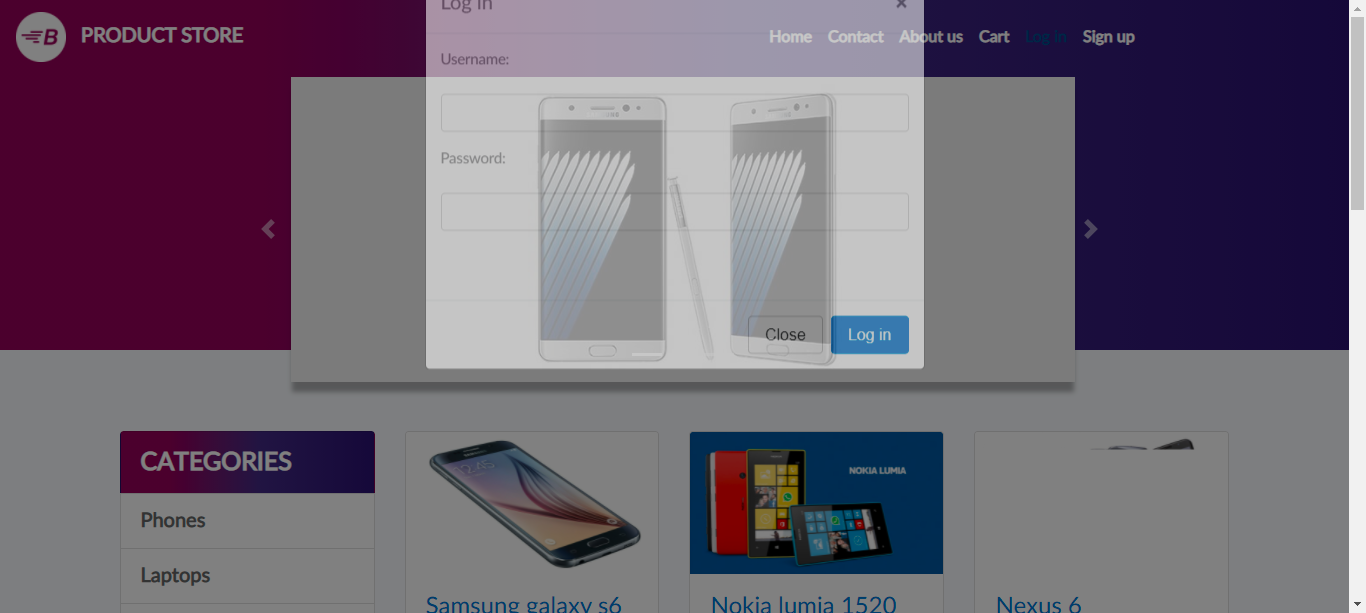 B PRODUCT STORE
Home Contact About us Cart Log in Sign up
Log in ×
Username:
SAMSUNG
Password:
Close Log in
CATEGORIES
Phones
Laptops
NOKIA LUMIA
Samsung galaxy s6
Nokia lumia 1520
Nexus 6